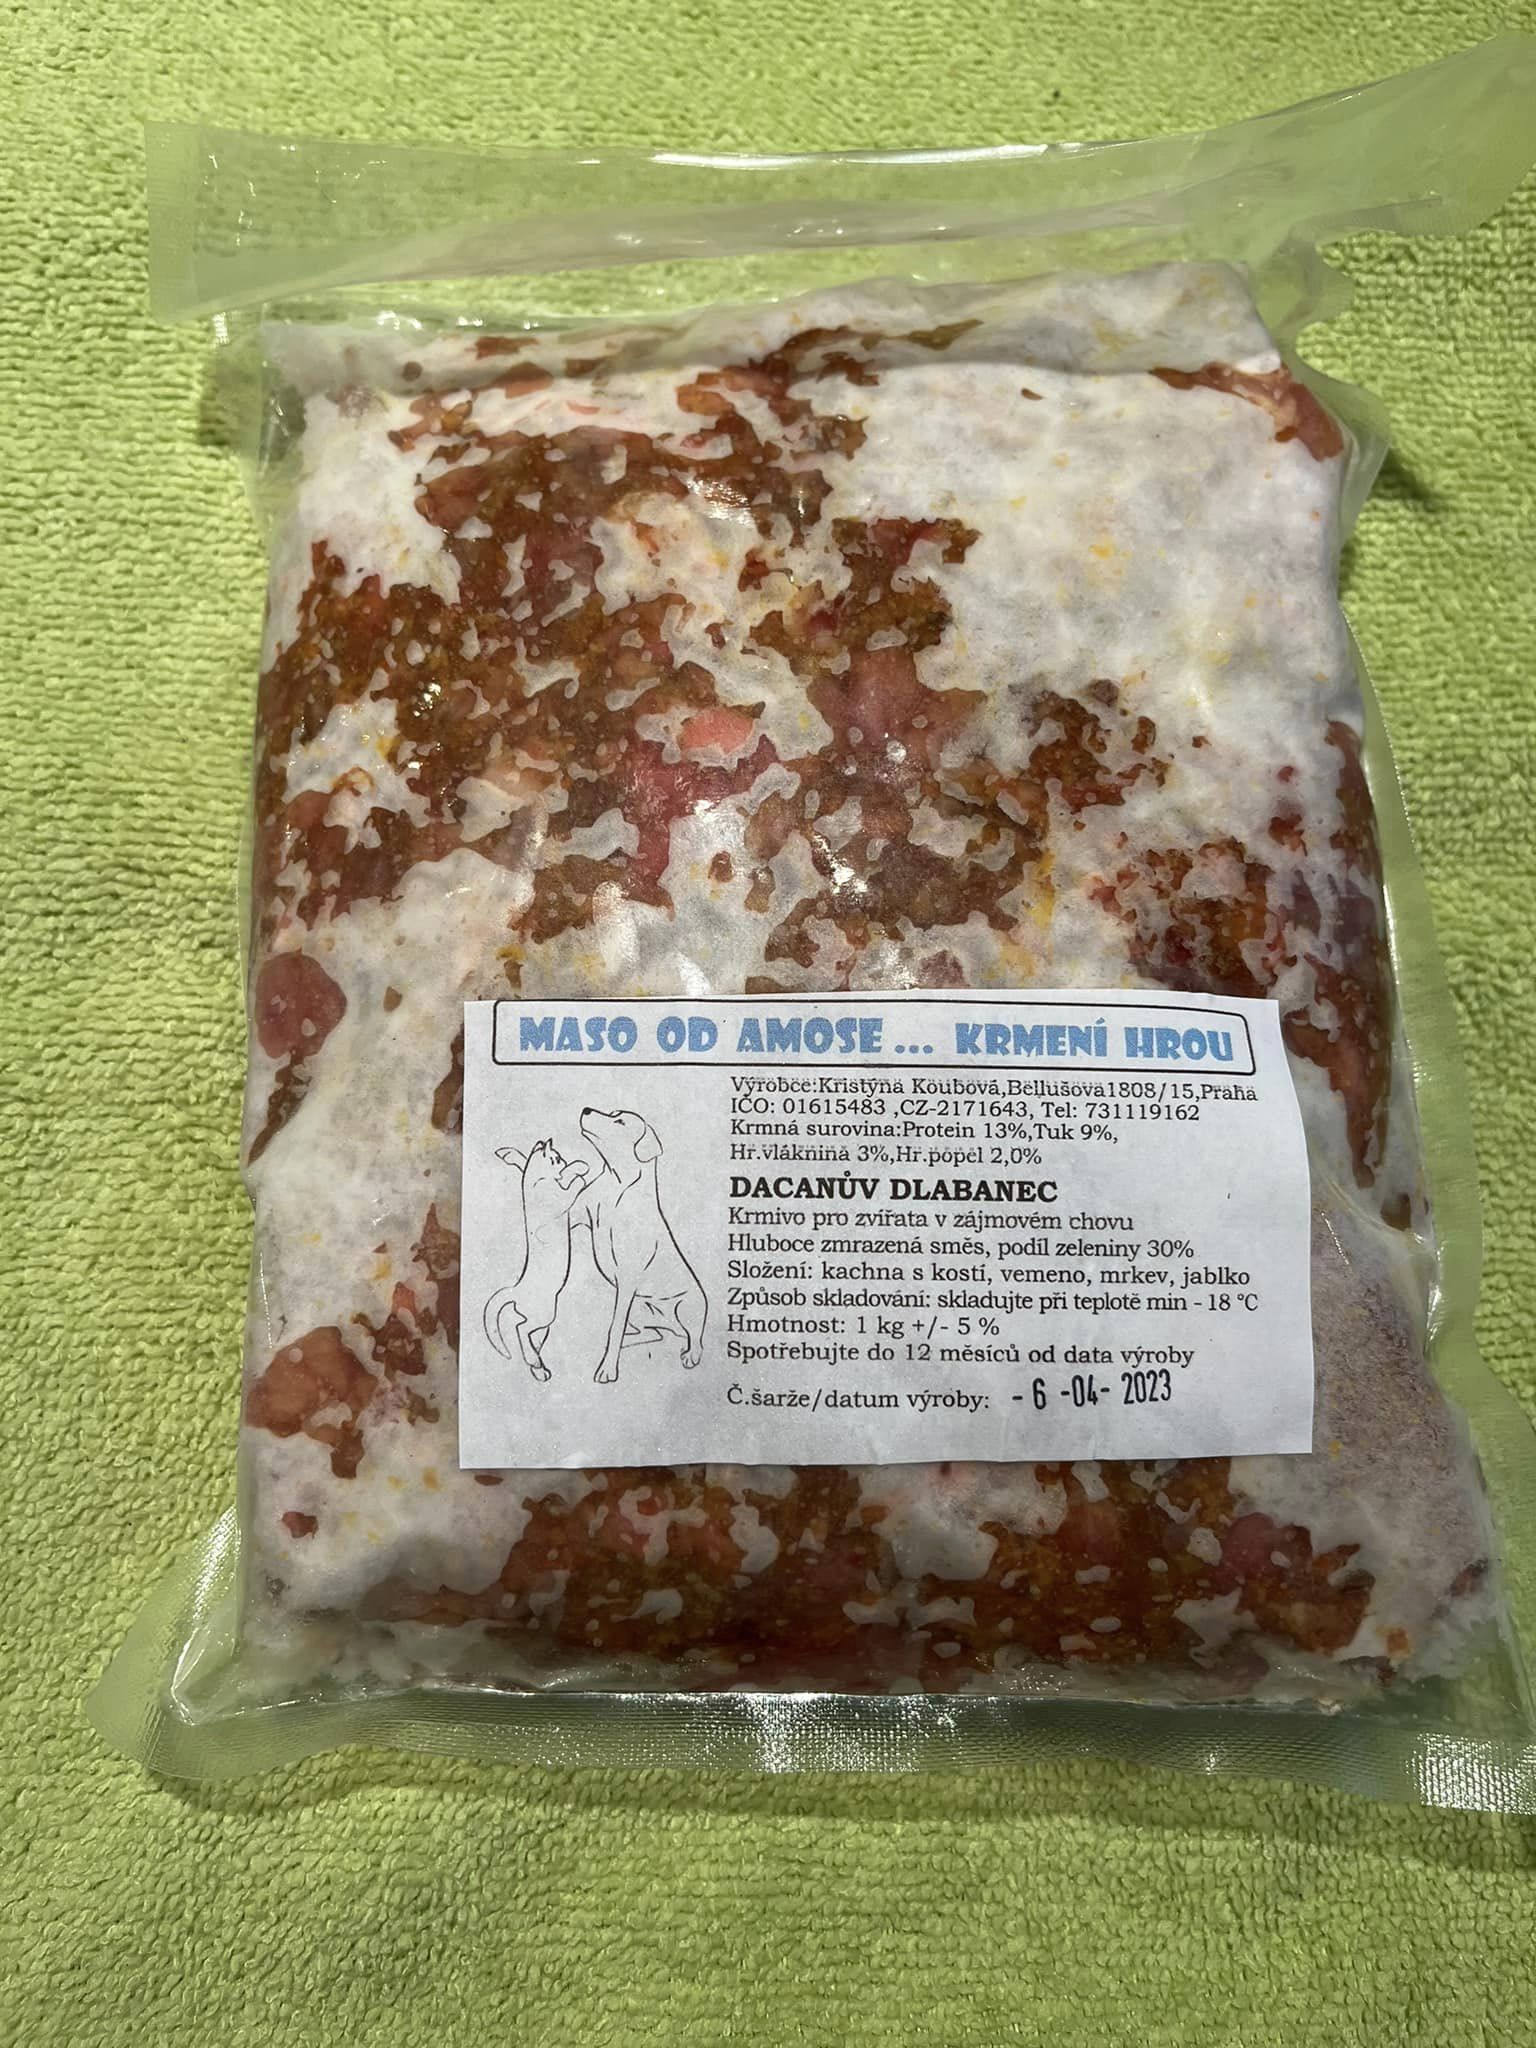 MASO OD AMOSE... KRMENÍ HROU
Výrobce:Kristýna Koubová,Bellušova1808/15,Praha
IČO: 01615483 ,CZ-2171643, Tel: 731119162
Krmná surovina:Protein 13%,Tuk 9%,
Hr.vláknina 3%,Hr.popel 2,0%
DACANŮV DLABANEC
Krmivo pro zvířata v zájmovém chovu
Hluboce zmrazená směs, podíl zeleniny 30%
Složení: kachna s kostí, vemeno, mrkev, jablko
Způsob skladování: skladujte při teplotě min - 18 °C
Hmotnost: 1 kg +/- 5 %
Spotřebujte do 12 měsíců od data výroby
Č.šarže/datum výroby: - 6 -04- 2023